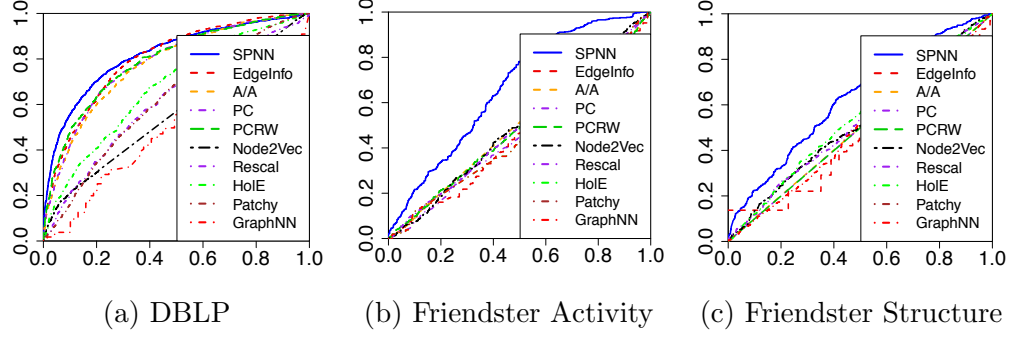 1.0
0.8
0.6
0.4
0.2
0.0
0.0 0.2 0.4 0.6 0.8 1.0
SPNN
EdgeInfo
A/A
PC
PCRW
Node2Vec
Rescal
HolE
Patchy
GraphNN
(a) DBLP
1.0
0.8
0.6
0.4
0.2
0.0
0.0 0.2 0.4 0.6 0.8 1.0
SPNN
EdgeInfo
A/A
PC
PCRW
Node2Vec
Rescal
HolE
Patchy
GraphNN
(b) Friendster Activity
1.0
0.8
0.6
0.4
0.2
0.0
0.0 0.2 0.4 0.6 0.8 1.0
SPNN
EdgeInfo
A/A
PC
PCRW
Node2Vec
Rescal
HolE
Patchy
GraphNN
(c) Friendster Structure